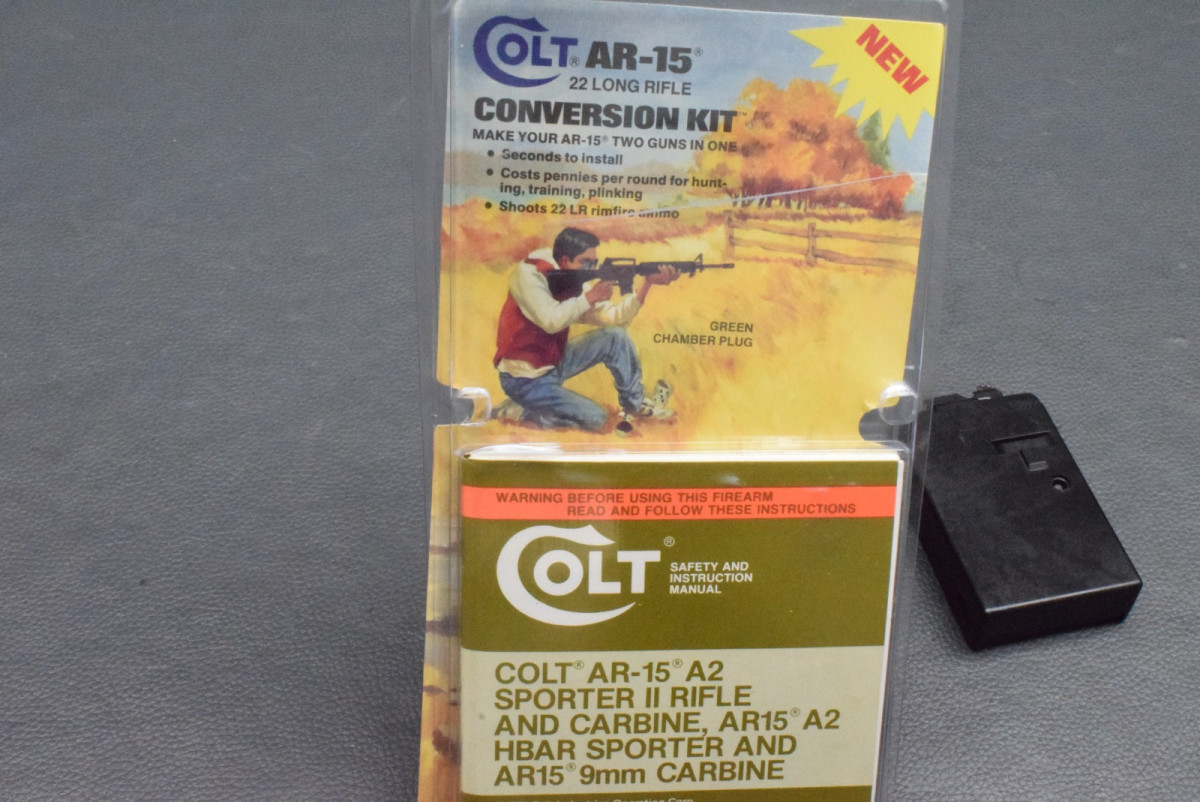 COLT® AR-15®
22 LONG RIFLE
CONVERSION KIT™
MAKE YOUR AR-15® TWO GUNS IN ONE
• Seconds to install
• Costs pennies per round for hunt-
ing, training, plinking
• Shoots 22 LR rimfire ammo
NEW
GREEN
CHAMBER PLUG
WARNING BEFORE USING THIS FIREARM
READ AND FOLLOW THESE INSTRUCTIONS
COLT®
SAFETY AND
INSTRUCTION
MANUAL
COLT® AR-15® A2
SPORTER II RIFLE
AND CARBINE, AR15® A2
HBAR SPORTER AND
AR15® 9mm CARBINE